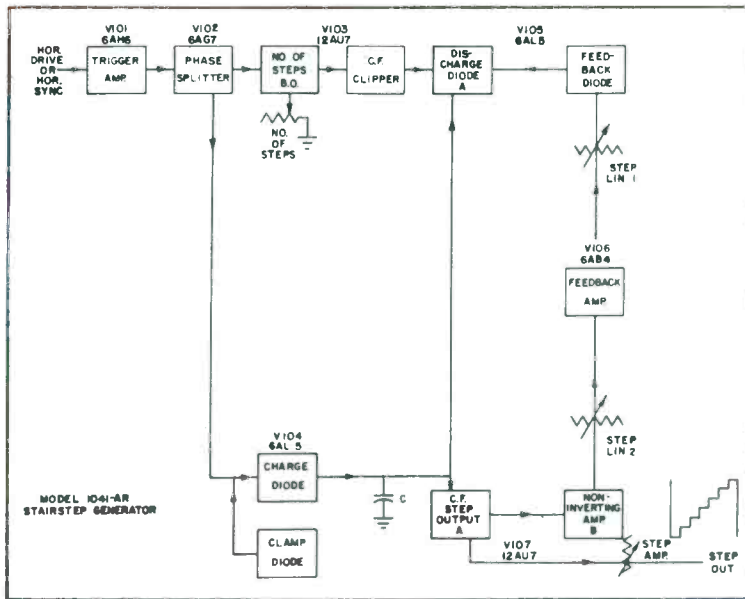 HOR.
DRIVE
OR
HOR.
SYNC
V101
6AH6
TRIGGER
AMP.
V102
6AG7
PHASE
SPLITTER
NO. OF
STEPS
B.O.
V103
12AU7
C.F.
CLIPPER
DIS-
CHARGE
DIODE
A
V105
6AL5
FEED-
BACK
DIODE
NO.
OF
STEPS
STEP
LIN 1
V106
6AB4
FEEDBACK
AMP.
STEP
LIN 2
V104
6AL5
CHARGE
DIODE
C
CLAMP
DIODE
MODEL 1041-AR
STAIRSTEP GENERATOR
C.F.
STEP
OUTPUT
A
NON-
INVERTING
AMP.
B
V107
12AU7
STEP
AMP.
STEP
OUT